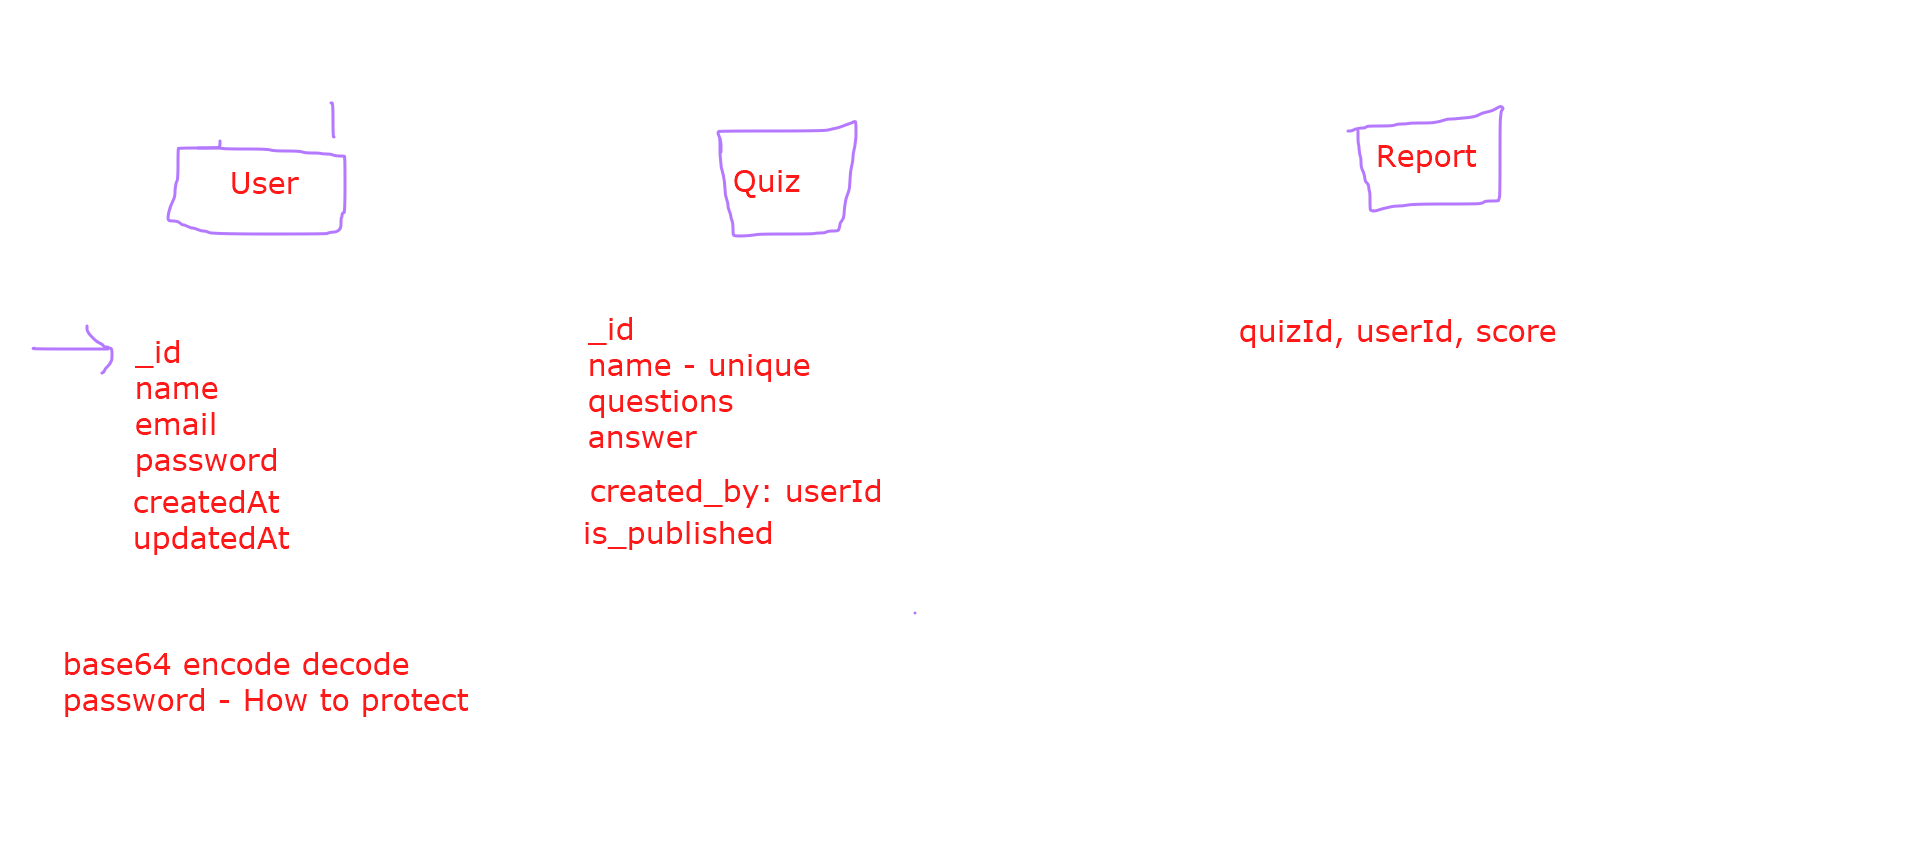 User
Quiz
Report
_id
name
email
password
createdAt
updatedAt
_id
name - unique
questions
answer
created_by: userId
is_published
quizId, userId, score
base64 encode decode
password - How to protect